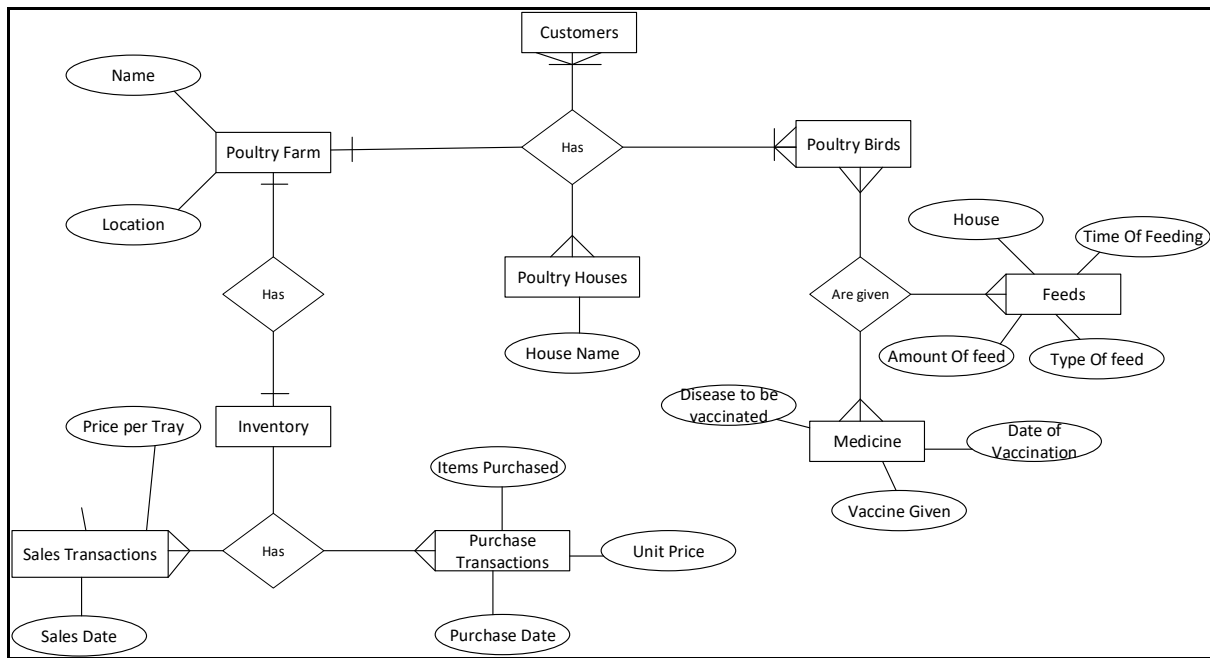 Customers
Name
Poultry Farm
Has
Poultry Birds
Location
House
Time Of Feeding
Poultry Houses
Has
Are given
Feeds
House Name
Amount Of feed
Type Of feed
Disease to be
vaccinated
Price per Tray
Inventory
Medicine
Date of
Vaccination
Items Purchased
Vaccine Given
Sales Transactions
Has
Purchase
Transactions
Unit Price
Sales Date
Purchase Date